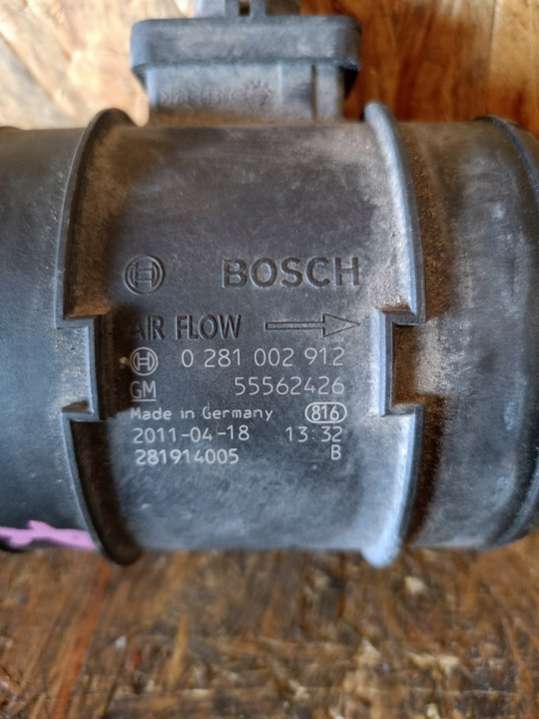 BOSCH
AIR FLOW
0 281 002 912
GM 55562426
Made in Germany 816
2011-04-18 13:32
281914005 B